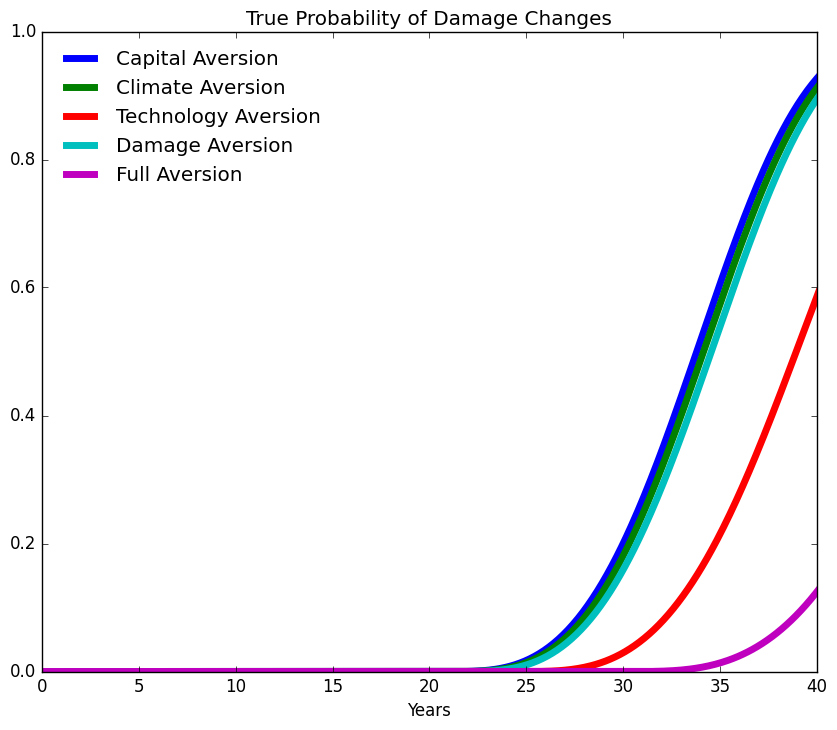 True Probability of Damage Changes
1.0
Capital Aversion
Climate Aversion
Technology Aversion
Damage Aversion
Full Aversion
0.8
0.6
0.4
0.2
0.0
0 5 10 15 20 25 30 35 40
Years